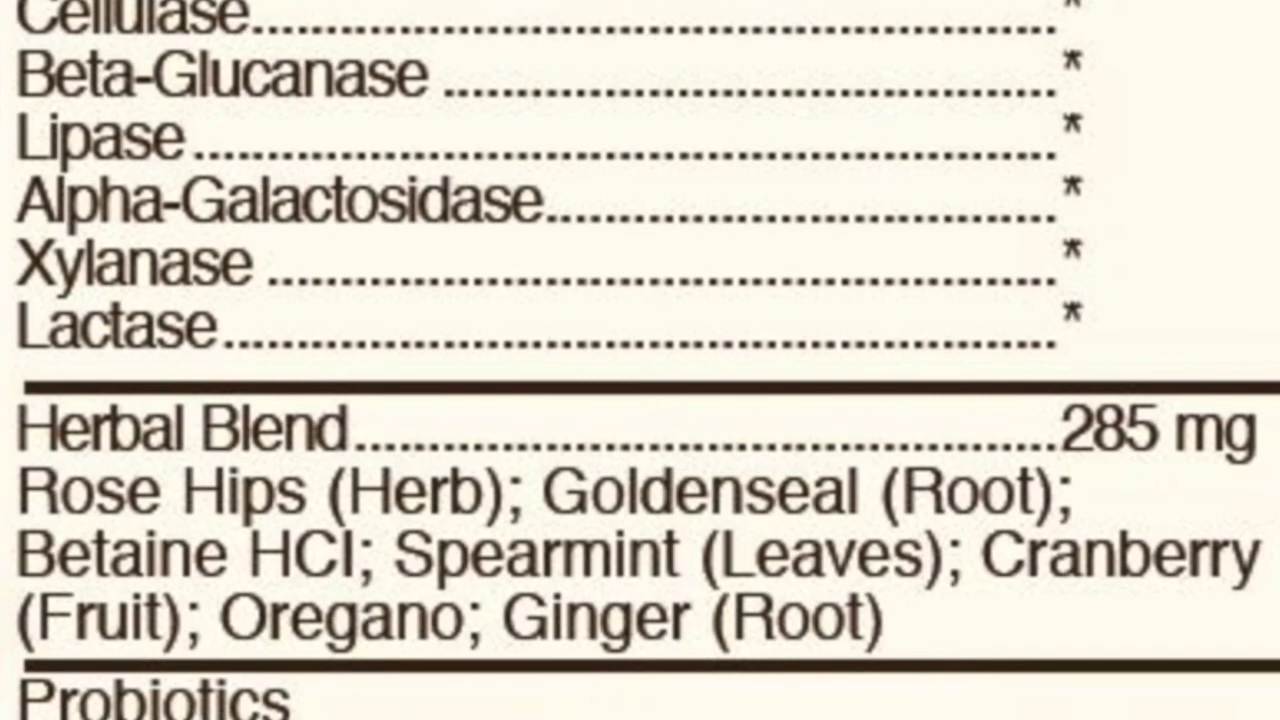 Cellulase................................................................*
Beta-Glucanase ................................................*
Lipase....................................................................*
Alpha-Galactosidase........................................*
Xylanase ..............................................................*
Lactase..................................................................*
Herbal Blend........................................................285 mg
Rose Hips (Herb); Goldenseal (Root);
Betaine HCl; Spearmint (Leaves); Cranberry
(Fruit); Oregano; Ginger (Root)
Probiotics